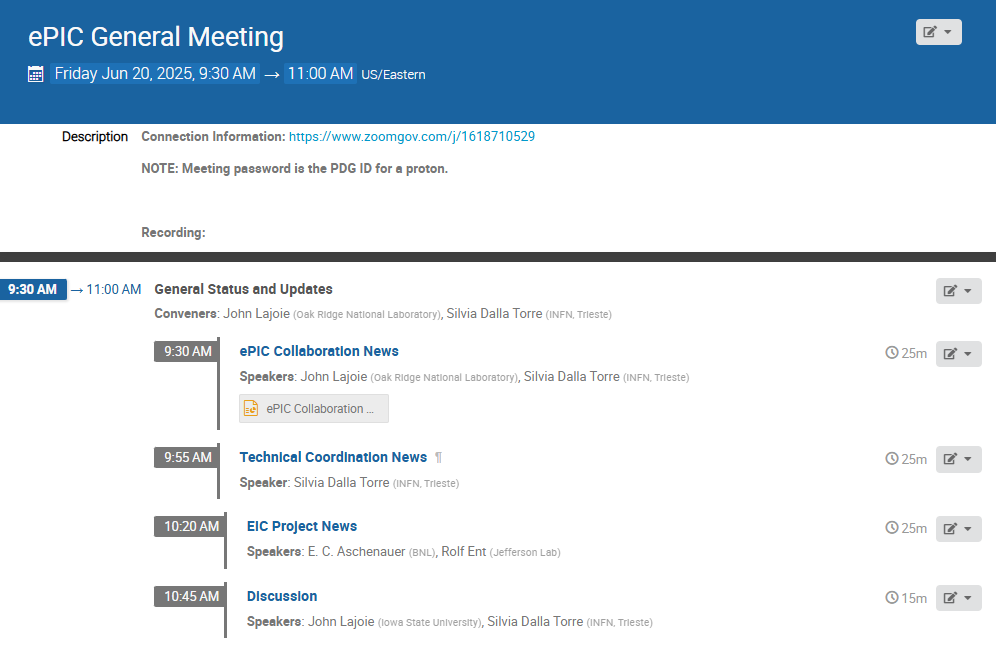 ePIC General Meeting
Friday Jun 20, 2025, 9:30 AM → 11:00 AM US/Eastern
Description Connection Information: https://www.zoomgov.com/j/1618710529
NOTE: Meeting password is the PDG ID for a proton.
Recording:
9:30 AM → 11:00 AM General Status and Updates
Conveners: John Lajoie (Oak Ridge National Laboratory), Silvia Dalla Torre (INFN, Trieste)
9:30 AM ePIC Collaboration News 25m
Speakers: John Lajoie (Oak Ridge National Laboratory), Silvia Dalla Torre (INFN, Trieste)
ePIC Collaboration ...
9:55 AM Technical Coordination News ¶ 25m
Speaker: Silvia Dalla Torre (INFN, Trieste)
10:20 AM EIC Project News 25m
Speakers: E. C. Aschenauer (BNL), Rolf Ent (Jefferson Lab)
10:45 AM Discussion 15m
Speakers: John Lajoie (Iowa State University), Silvia Dalla Torre (INFN, Trieste)